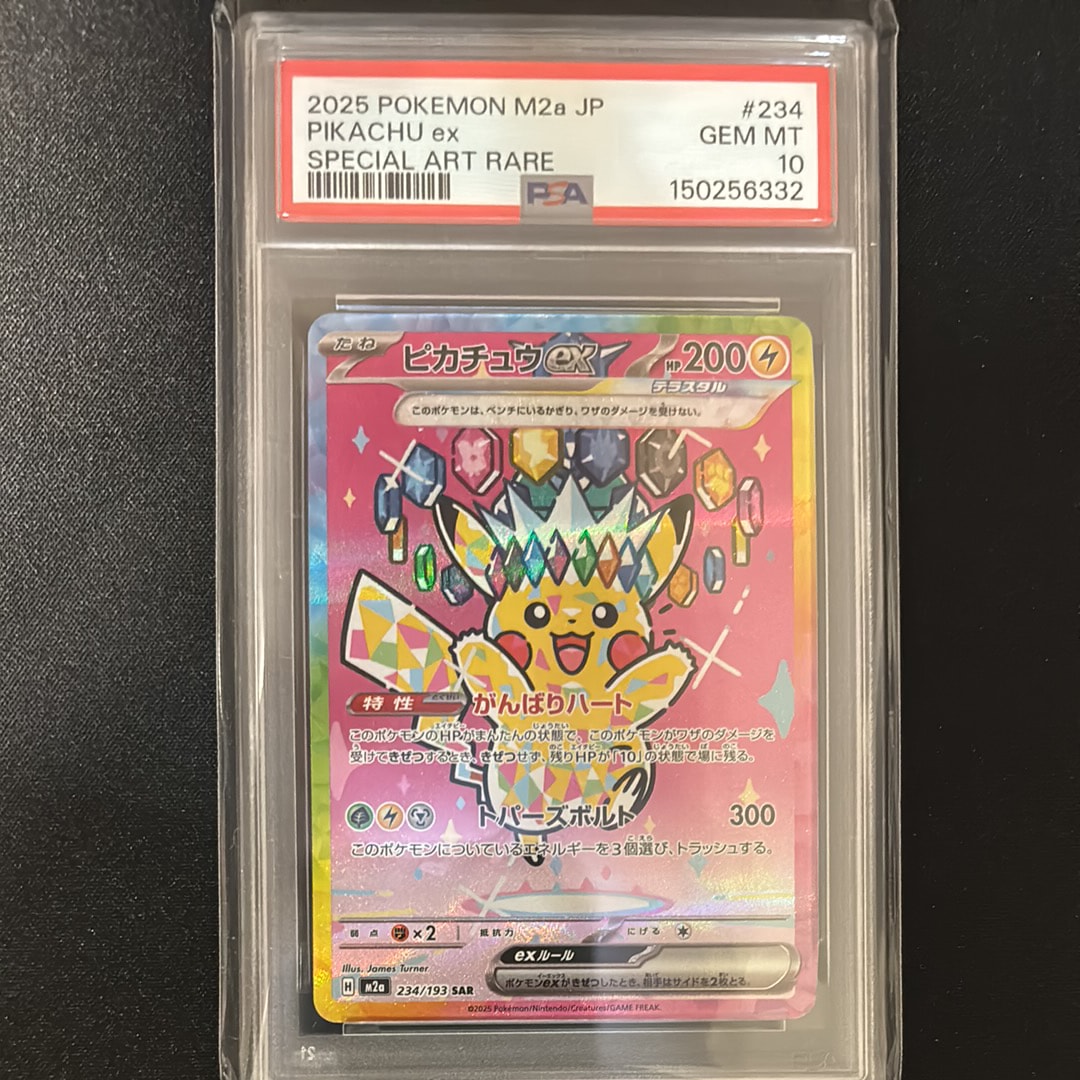 2025 POKEMON M2a JP #234
PIKACHU ex GEM MT
SPECIAL ART RARE 10
PSA 150256332
たね ピカチュウex HP200
テラスタル
このポケモンは、ベンチにいるかぎり、ワザのダメージを受けない。
特性 とくせい がんばりハート
このポケモンのHPがまんたんの状態で、このポケモンがワザのダメージを
受けてきぜつするとき、きぜつせず、残りHPが「10」の状態で場に残る。
トパーズボルト 300
このポケモンについているエネルギーを3個選び、トラッシュする。
弱点 ×2 抵抗力 にげる
exルール
ポケモンexがきぜつしたとき、相手はサイドを2枚とる。
Illus. James Turner
H m2a 234/193 SAR
©2025 Pokémon/Nintendo/Creatures/GAME FREAK.